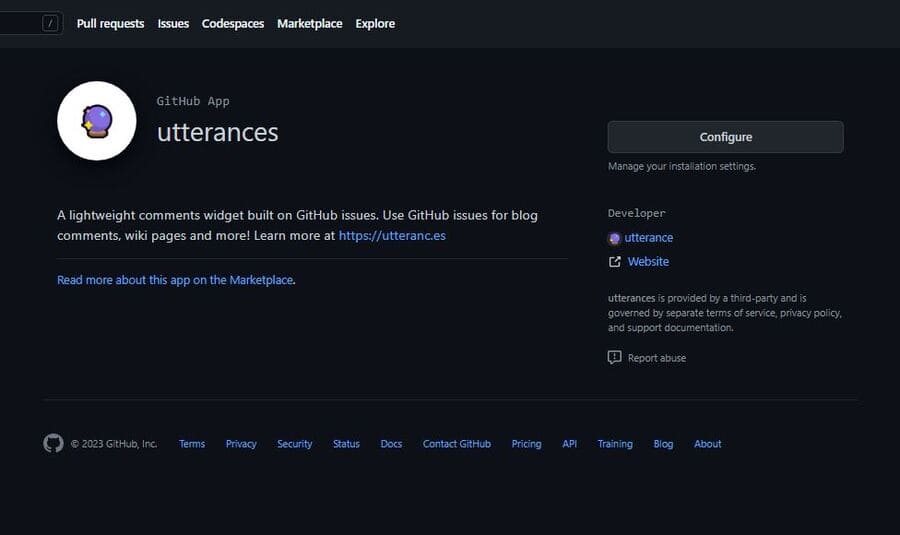 / Pull requests Issues Codespaces Marketplace Explore
GitHub App
utterances
Configure
Manage your installation settings.
A lightweight comments widget built on GitHub issues. Use GitHub issues for blog
comments, wiki pages and more! Learn more at https://utteranc.es
Read more about this app on the Marketplace.
Developer
utterance
Website
utterances is provided by a third-party and is
governed by separate terms of service, privacy policy,
and support documentation.
Report abuse
© 2023 GitHub, Inc. Terms Privacy Security Status Docs Contact GitHub Pricing API Training Blog About